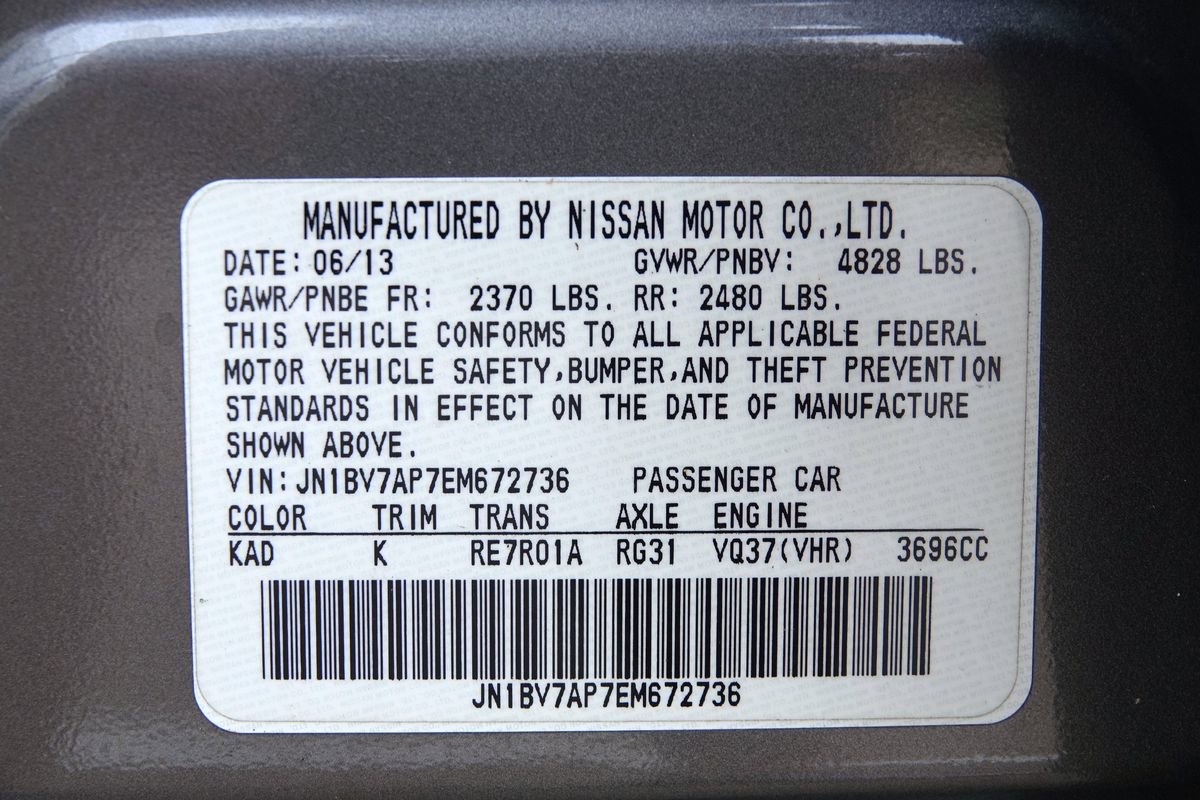 MANUFACTURED BY NISSAN MOTOR CO.,LTD.
DATE: 06/13 GVWR/PNBV: 4828 LBS.
GAWR/PNBE FR: 2370 LBS. RR: 2480 LBS.
THIS VEHICLE CONFORMS TO ALL APPLICABLE FEDERAL
MOTOR VEHICLE SAFETY,BUMPER,AND THEFT PREVENTION
STANDARDS IN EFFECT ON THE DATE OF MANUFACTURE
SHOWN ABOVE.
VIN:JN1BV7AP7EM672736 PASSENGER CAR
COLOR TRIM TRANS AXLE ENGINE
KAD K RE7R01A RG31 VQ37(VHR) 3696CC
JN1BV7AP7EM672736